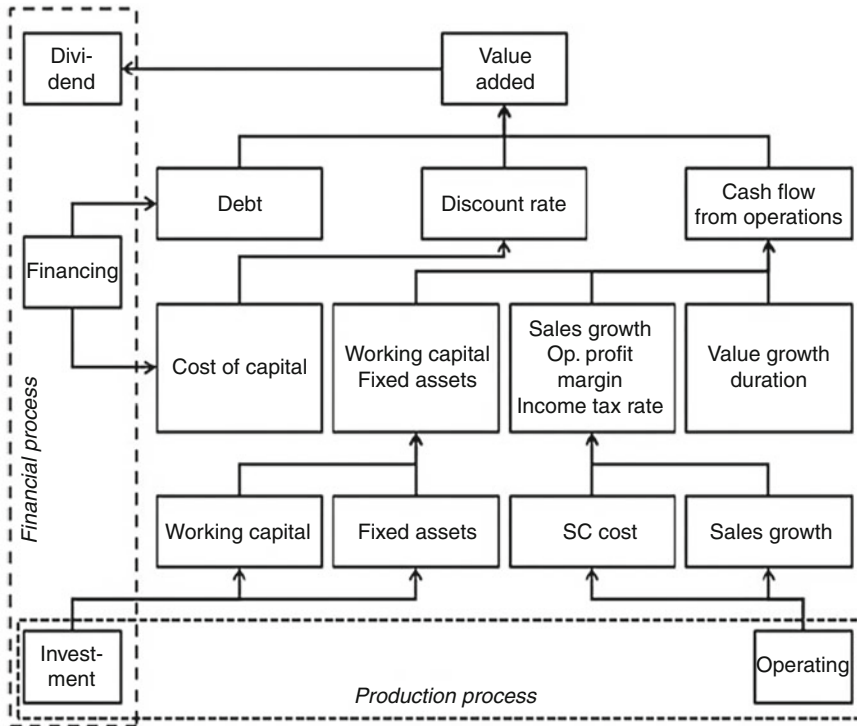 Divi-
dend
Value
added
Debt
Discount rate
Cash flow
from operations
Financing
Cost of capital
Working capital
Fixed assets
Sales growth
Op. profit
margin
Income tax rate
Value growth
duration
Financial process
Working capital
Fixed assets
SC cost
Sales growth
Invest-
ment
Operating
Production process